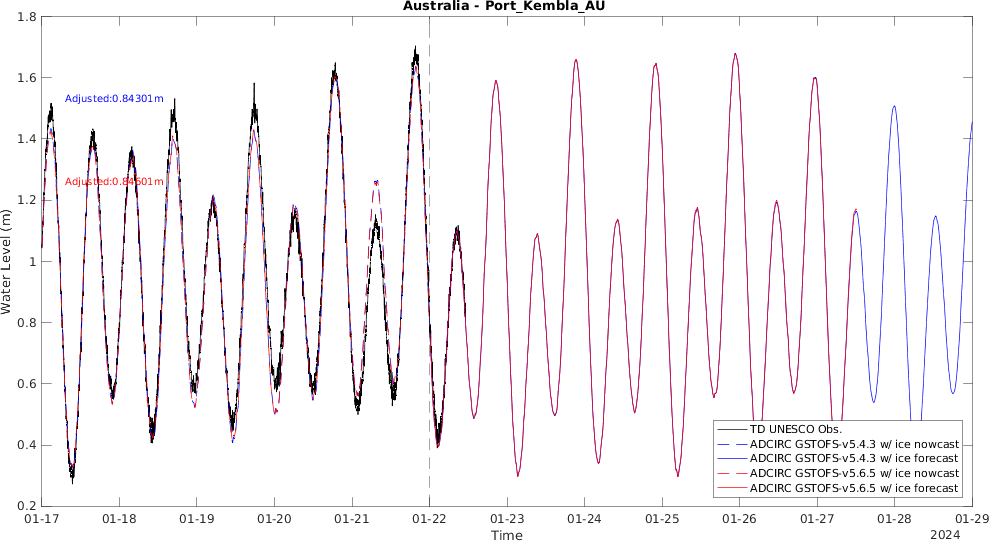 Australia - Port_Kembla_AU
1.8
1.6
1.4
1.2
1
0.8
0.6
0.4
0.2
Water Level (m)
Adjusted:0.84301m
Adjusted:0.84601m
TD UNESCO Obs.
ADCIRC GSTOFS-v5.4.3 w/ ice nowcast
ADCIRC GSTOFS-v5.4.3 w/ ice forecast
ADCIRC GSTOFS-v5.6.5 w/ ice nowcast
ADCIRC GSTOFS-v5.6.5 w/ ice forecast
01-17 01-18 01-19 01-20 01-21 01-22 01-23 01-24 01-25 01-26 01-27 01-28 01-29
Time
2024